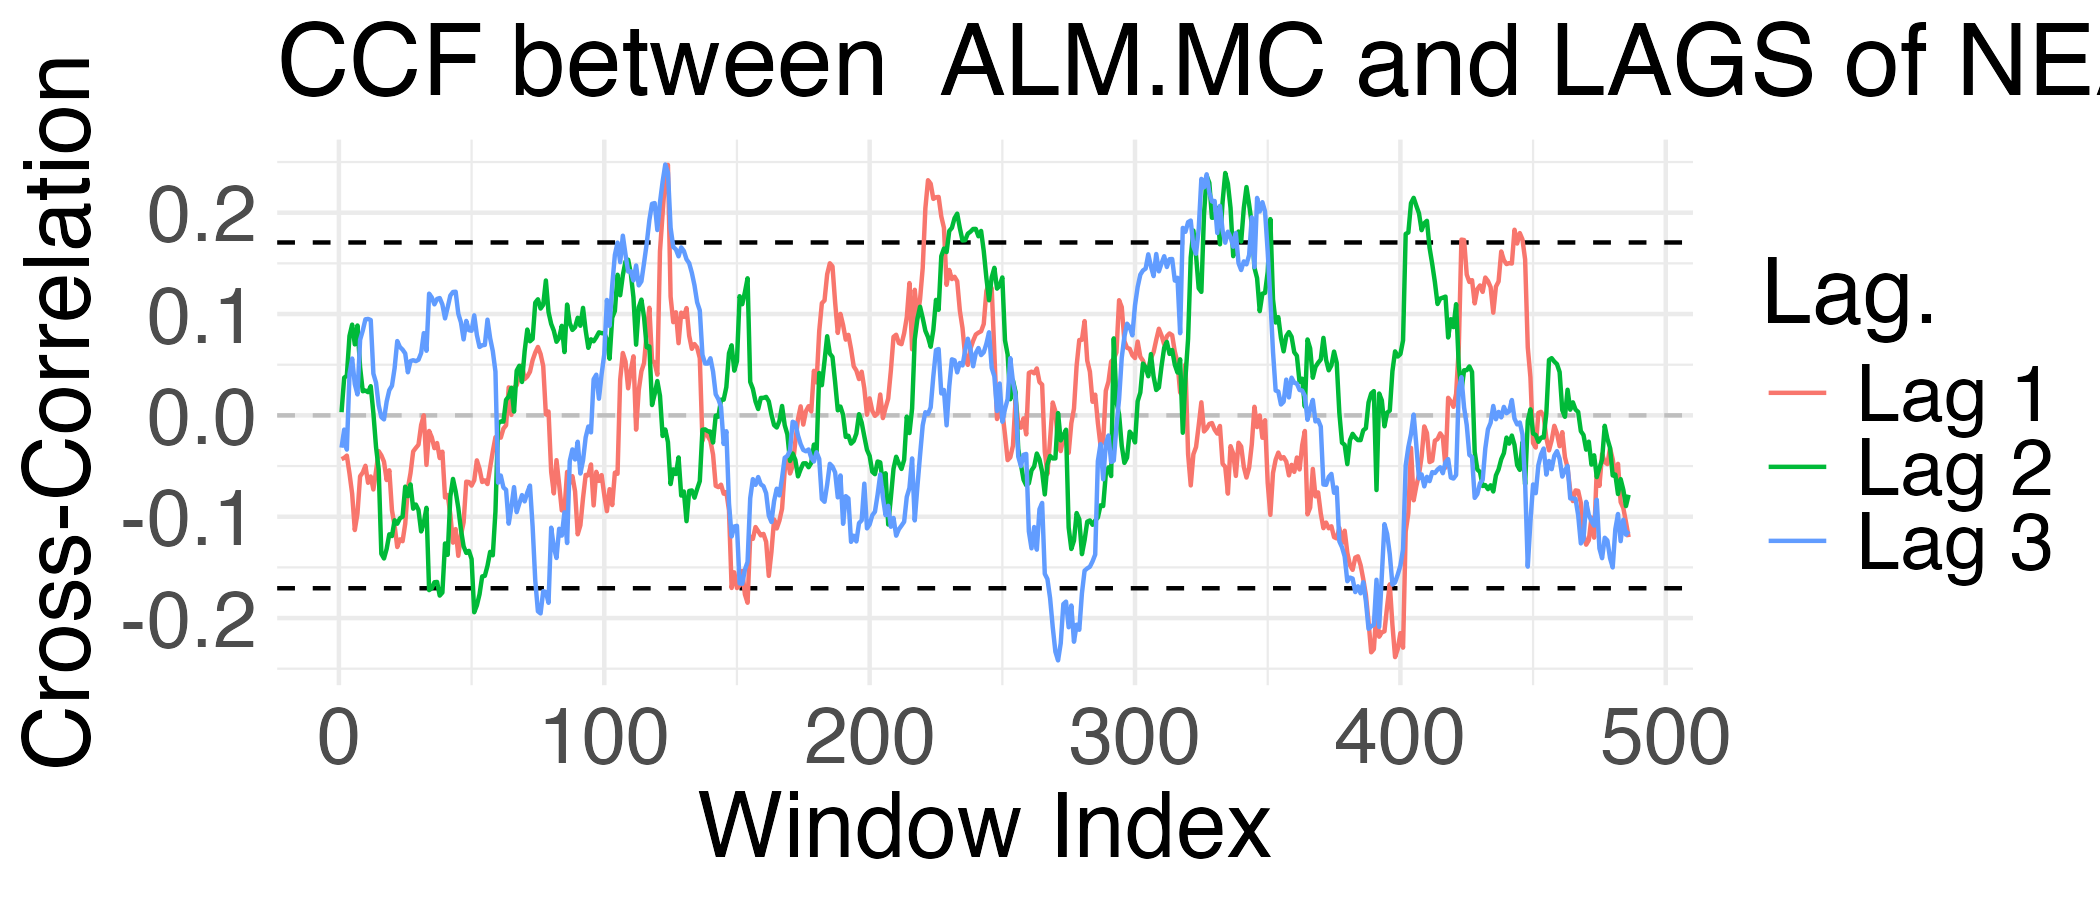 CCF between  ALM.MC and LAGS of NEA
Cross-Correlation
0.2
0.1
0.0
-0.1
-0.2
0 100 200 300 400 500
Window Index
Lag.
Lag 1
Lag 2
Lag 3